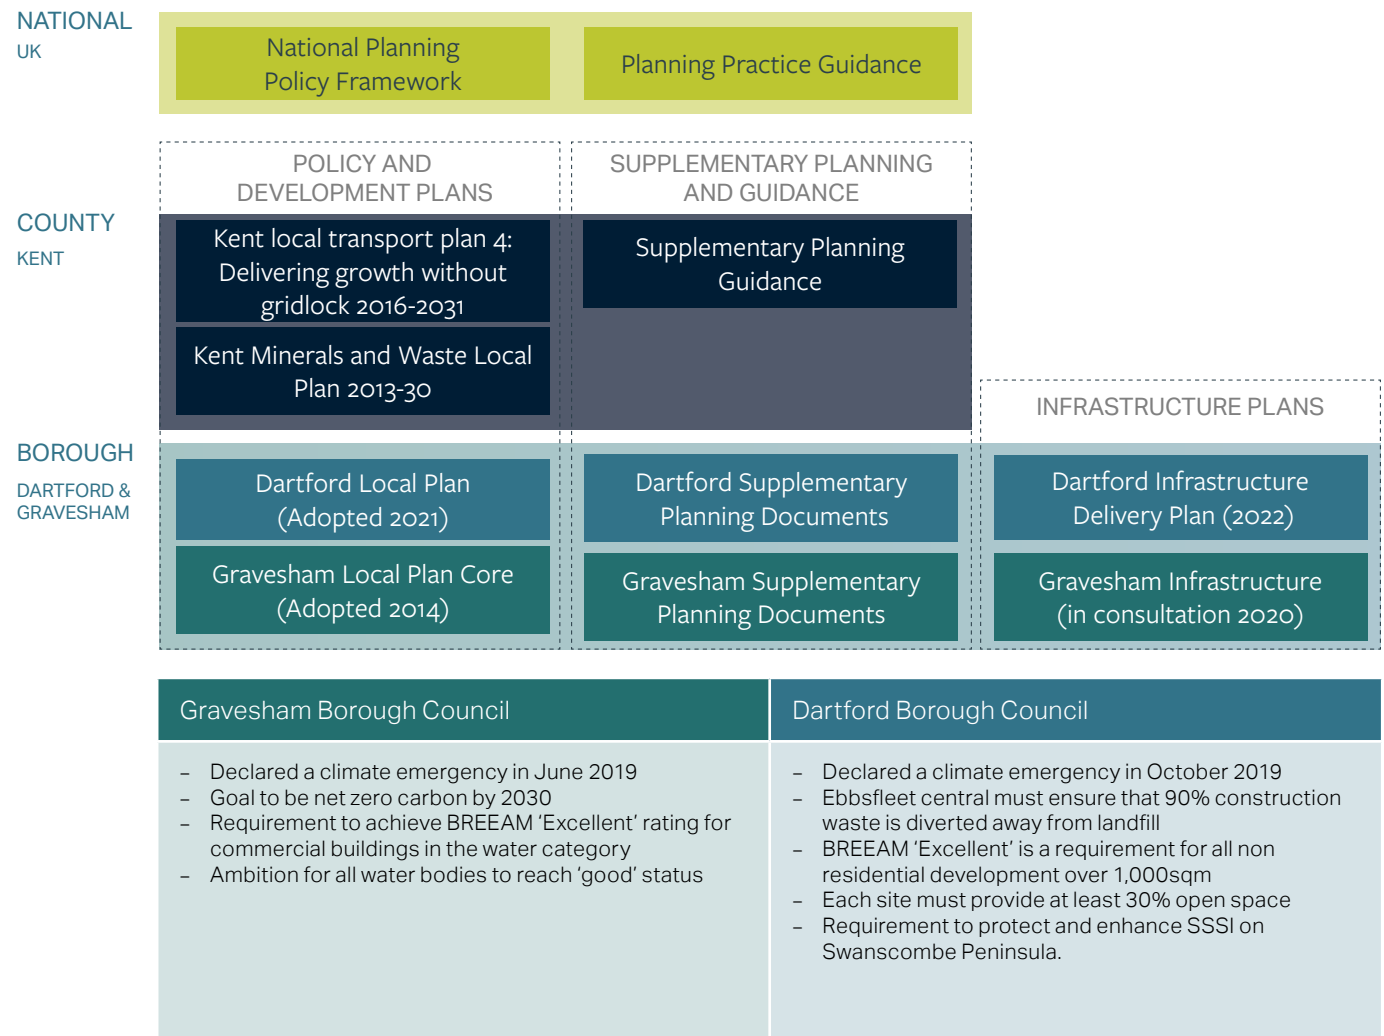 NATIONAL
UK
National Planning
Policy Framework
Planning Practice Guidance
POLICY AND
DEVELOPMENT PLANS
SUPPLEMENTARY PLANNING
AND GUIDANCE
COUNTY
KENT
Kent local transport plan 4:
Delivering growth without
gridlock 2016-2031
Supplementary Planning
Guidance
Kent Minerals and Waste Local
Plan 2013-30
INFRASTRUCTURE PLANS
BOROUGH
DARTFORD &
GRAVESHAM
Dartford Local Plan
(Adopted 2021)
Dartford Supplementary
Planning Documents
Dartford Infrastructure
Delivery Plan (2022)
Gravesham Local Plan Core
(Adopted 2014)
Gravesham Supplementary
Planning Documents
Gravesham Infrastructure
(in consultation 2020)
Gravesham Borough Council
– Declared a climate emergency in June 2019
– Goal to be net zero carbon by 2030
– Requirement to achieve BREEAM ‘Excellent’ rating for
commercial buildings in the water category
– Ambition for all water bodies to reach ‘good’ status
Dartford Borough Council
– Declared a climate emergency in October 2019
– Ebbsfleet central must ensure that 90% construction
waste is diverted away from landfill
– BREEAM ‘Excellent’ is a requirement for all non
residential development over 1,000sqm
– Each site must provide at least 30% open space
– Requirement to protect and enhance SSSI on
Swanscombe Peninsula.